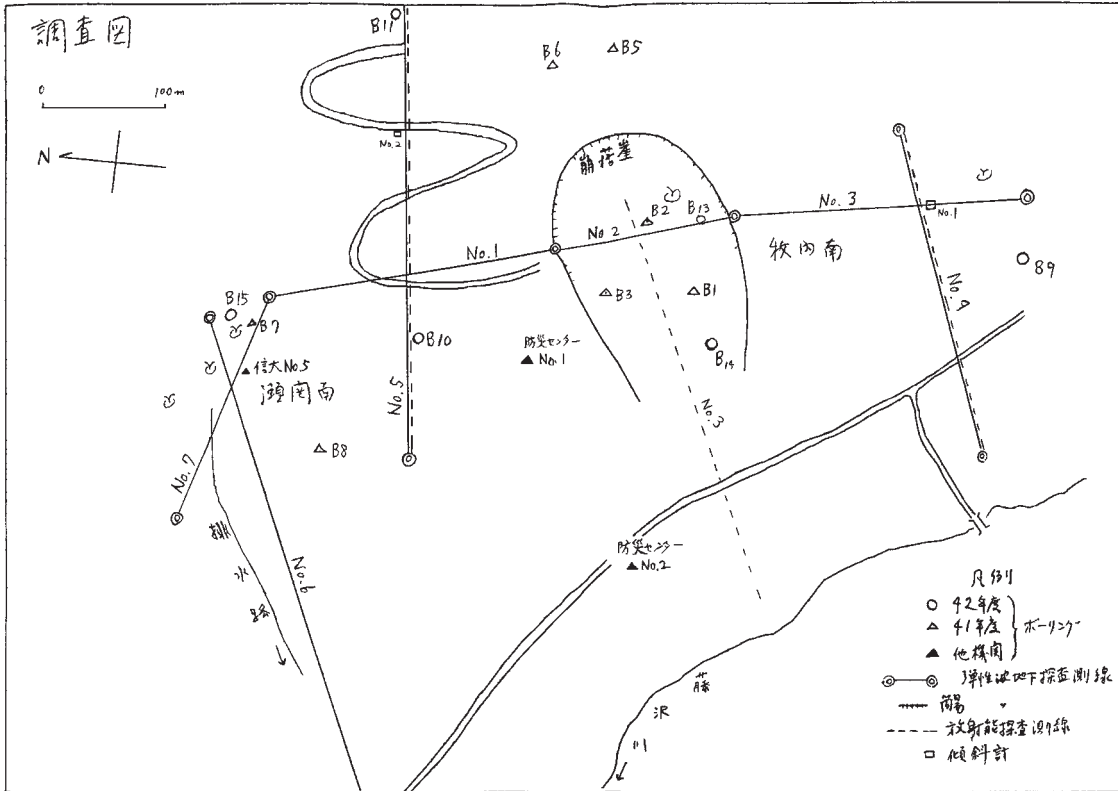 調査図
0 100m
N
B11
B6
B5
No.2
崩落崖
B2
B13
No.3
No.1
No.2
No.1
牧内南
B9
No.4
B15
B7
B3
B1
B10
防災センター
No.1
B14
信大No.5
瀬関南
No.5
No.3
B8
No.7
排水路
No.6
防災センター
No.2
藤沢川
凡例
42年度
41年度
他機関
ボーリング
弾性波地下探査測線
簡易 〃
放射能探査測線
傾斜計